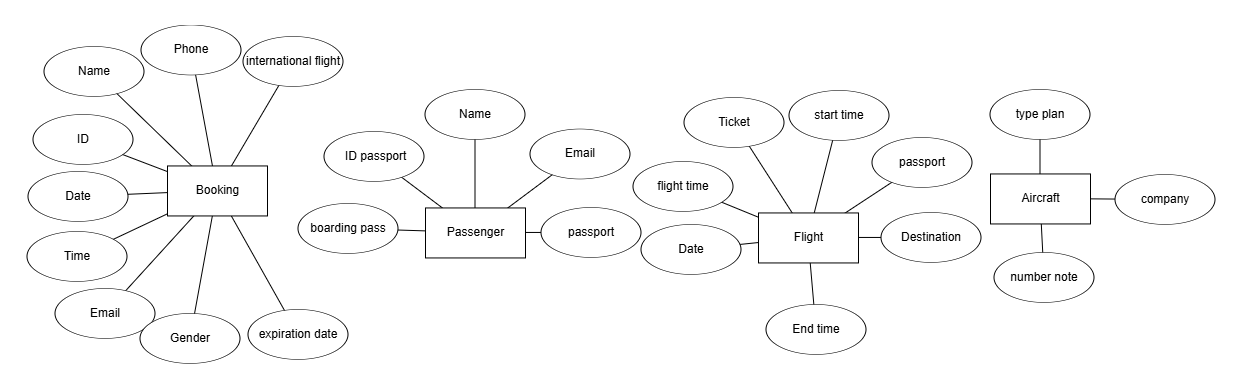 Phone
international flight
Name
ID
Date
Booking
Time
Email
Gender
expiration date
Name
ID passport
Email
boarding pass
Passenger
passport
Ticket
start time
flight time
passport
Date
Flight
Destination
End time
type plan
Aircraft
company
number note